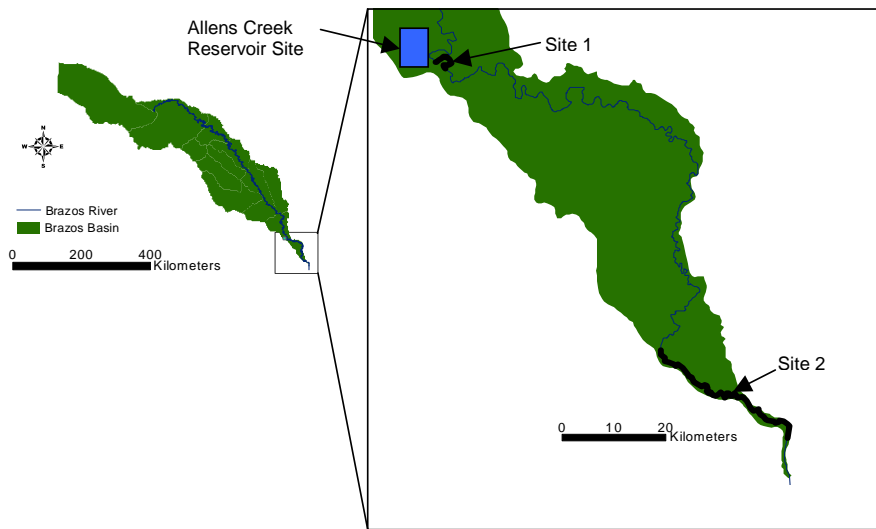 Allens Creek
Reservoir Site
Site 1
N
W E
S
Brazos River
Brazos Basin
0 200 400
Kilometers
Site 2
0 10 20
Kilometers